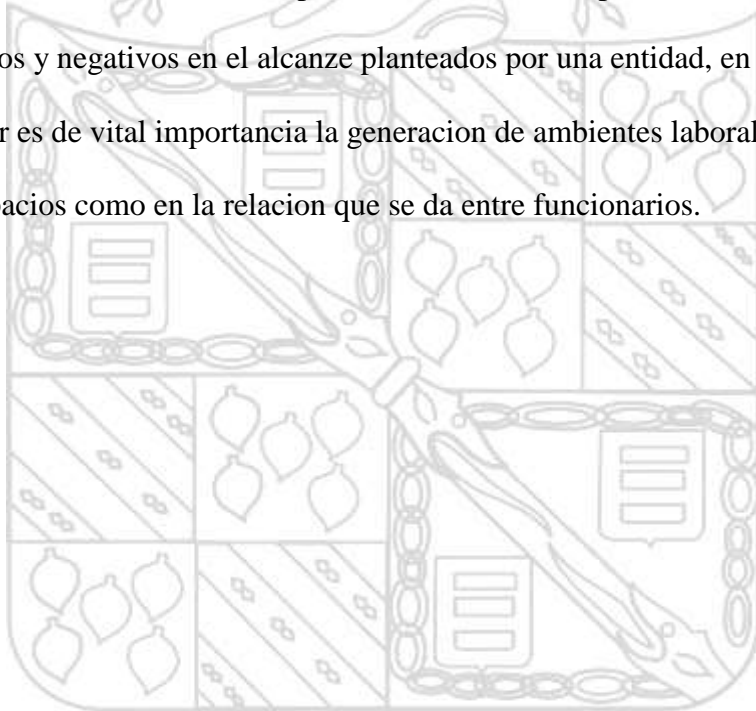 os y negativos en el alcanze planteados por una entidad, en
r es de vital importancia la generacion de ambientes laboral
pacios como en la relacion que se da entre funcionarios.